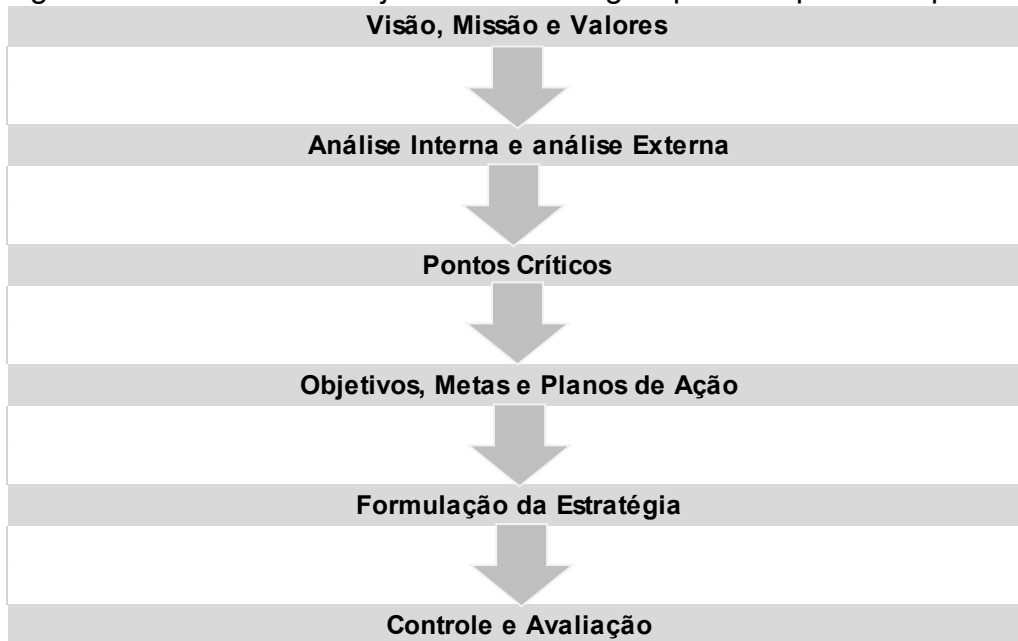 Visão, Missão e Valores
Análise Interna e análise Externa
Pontos Críticos
Objetivos, Metas e Planos de Ação
Formulação da Estratégia
Controle e Avaliação